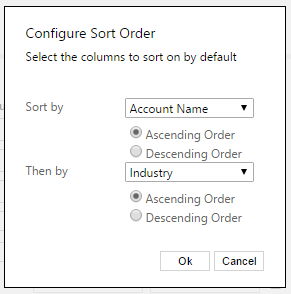 Configure Sort Order
Select the columns to sort on by default
Sort by
Account Name
Ascending Order
Descending Order
Then by
Industry
Ascending Order
Descending Order
Ok
Cancel